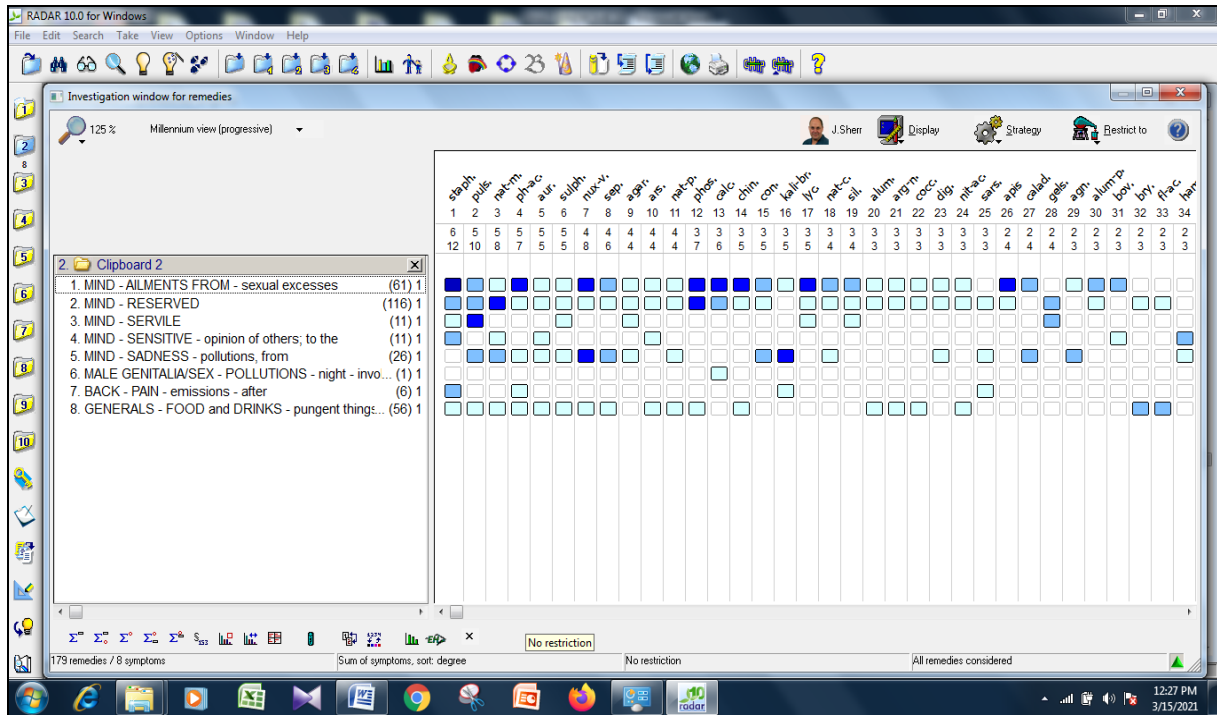 RADAR 10.0 for Windows
File Edit Search Take View Options Window Help
Investigation window for remedies
125 % Millennium view (progressive) J.Sherr Display Strategy Restrict to
staph. puls. nat-m. ph-ac. aur. sulph. nux-v. sep. agar. ars. nat-p. phos. calc. chin. con. kali-br. lyc. nat-c. sil. alum. arg-n. cocc. dig. nit-ac. sars. apis calad. gels. agn. alum-p. bov. bry. fl-ac. ham
1 2 3 4 5 6 7 8 9 10 11 12 13 14 15 16 17 18 19 20 21 22 23 24 25 26 27 28 29 30 31 32 33 34
6 5 5 5 5 5 4 4 4 4 4 3 3 3 3 3 3 3 3 3 3 3 3 3 3 2 2 2 2 2 2 2 2 2
12 10 8 7 5 5 8 6 4 4 4 7 6 5 5 5 5 4 4 3 3 3 3 3 3 4 4 4 3 3 3 3 3 3
2. Clipboard 2
1. MIND - AILMENTS FROM - sexual excesses (61) 1
2. MIND - RESERVED (116) 1
3. MIND - SERVILE (11) 1
4. MIND - SENSITIVE - opinion of others; to the (11) 1
5. MIND - SADNESS - pollutions, from (26) 1
6. MALE GENITALIA/SEX - POLLUTIONS - night - invo... (1) 1
7. BACK - PAIN - emissions - after (6) 1
8. GENERALS - FOOD and DRINKS - pungent things... (56) 1
No restriction
179 remedies / 8 symptoms Sum of symptoms, sort: degree No restriction All remedies considered
12:27 PM
3/15/2021